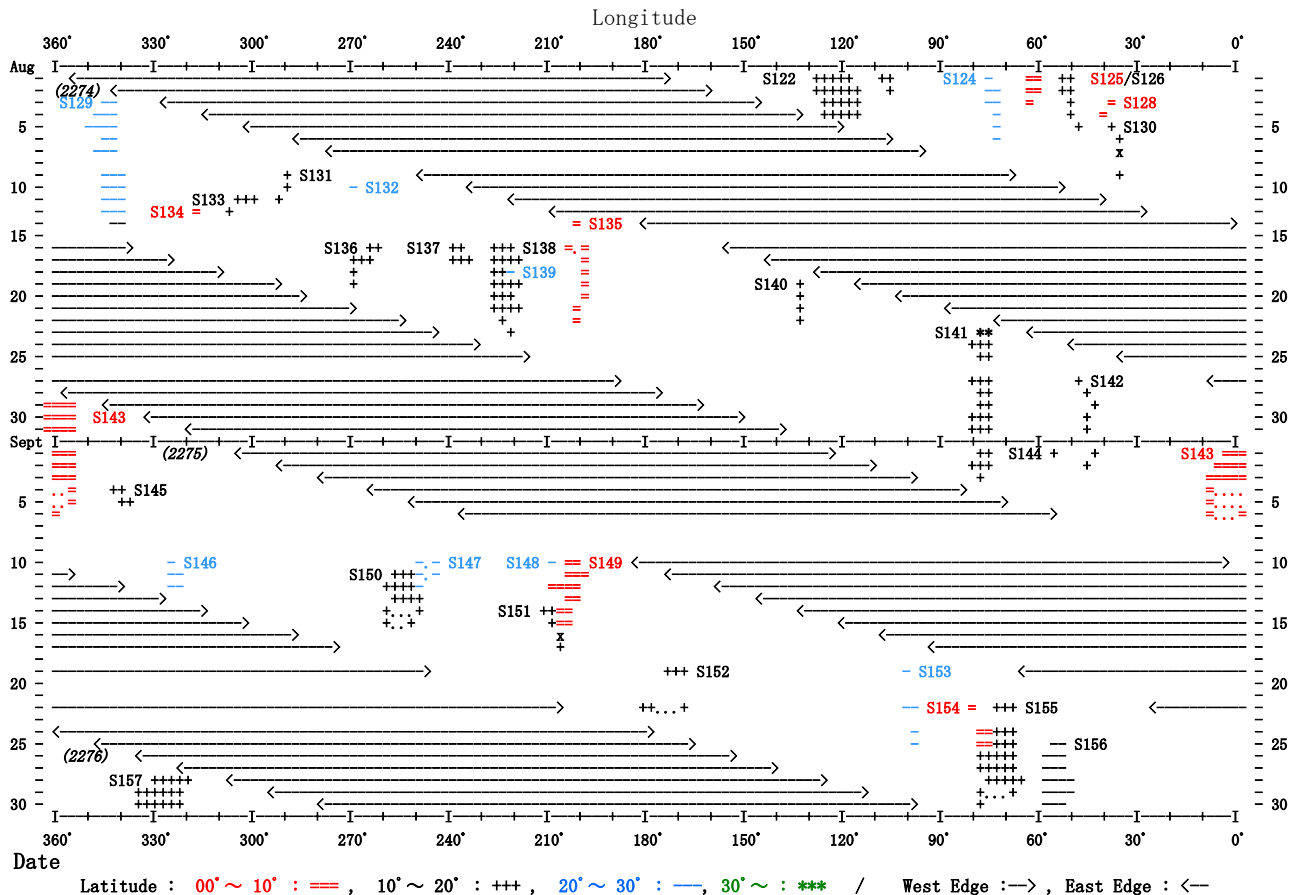 Longitude
360° 330° 300° 270° 210° 150° 120° 90° 60° 30° 0°
Aug
S122 S124 S125/S126
(2274)
S129 S128
5 S130 5
S131
10 S132 10
S133
S134
S135
15 15
S136 S137 S138
S139
S140
20 20
S141
25 25
S142
30 S143 30
Sept
(2275) S144 S143
S145
5 5
10 S146 S147 S148 S149 10
S150
S151
15 15
S152 S153
20 20
S154 S155
25 (2276) S156 25
S157
30 30
360° 330° 300° 270° 210° 150° 120° 90° 60° 30° 0°
Date
Latitude : 00°～ 10° : ===, 10°～ 20° : +++, 20°～ 30° : ---, 30°～ : *** / West Edge :-->, East Edge : <--